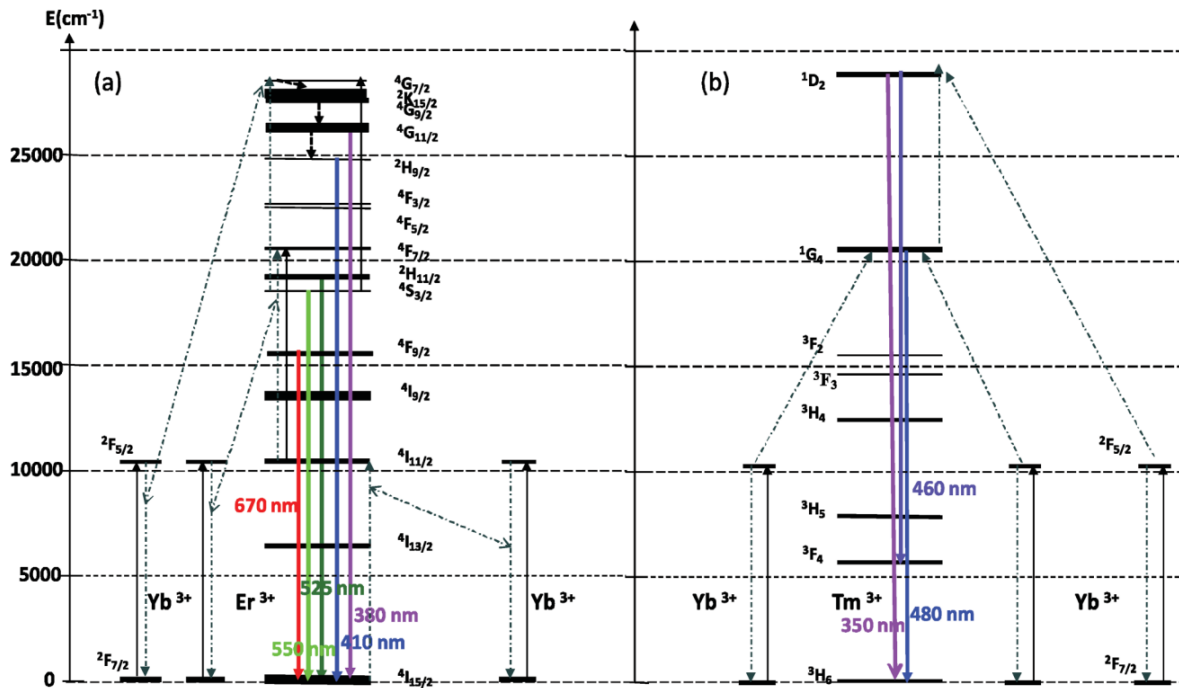 E(cm-1)
(a)
(b)
4G7/2
2K15/2
4G9/2
4G11/2
2H9/2
4F3/2
4F5/2
4F7/2
2H11/2
4S3/2
4F9/2
4I9/2
4I11/2
4I13/2
4I15/2
25000
20000
15000
10000
5000
0
2F5/2
2F7/2
670 nm
525 nm
380 nm
550 nm
410 nm
Yb 3+
Er 3+
Yb 3+
1D2
1G4
3F2
3F3
3H4
3H5
3F4
3H6
2F5/2
2F7/2
460 nm
480 nm
350 nm
Yb 3+
Tm 3+
Yb 3+